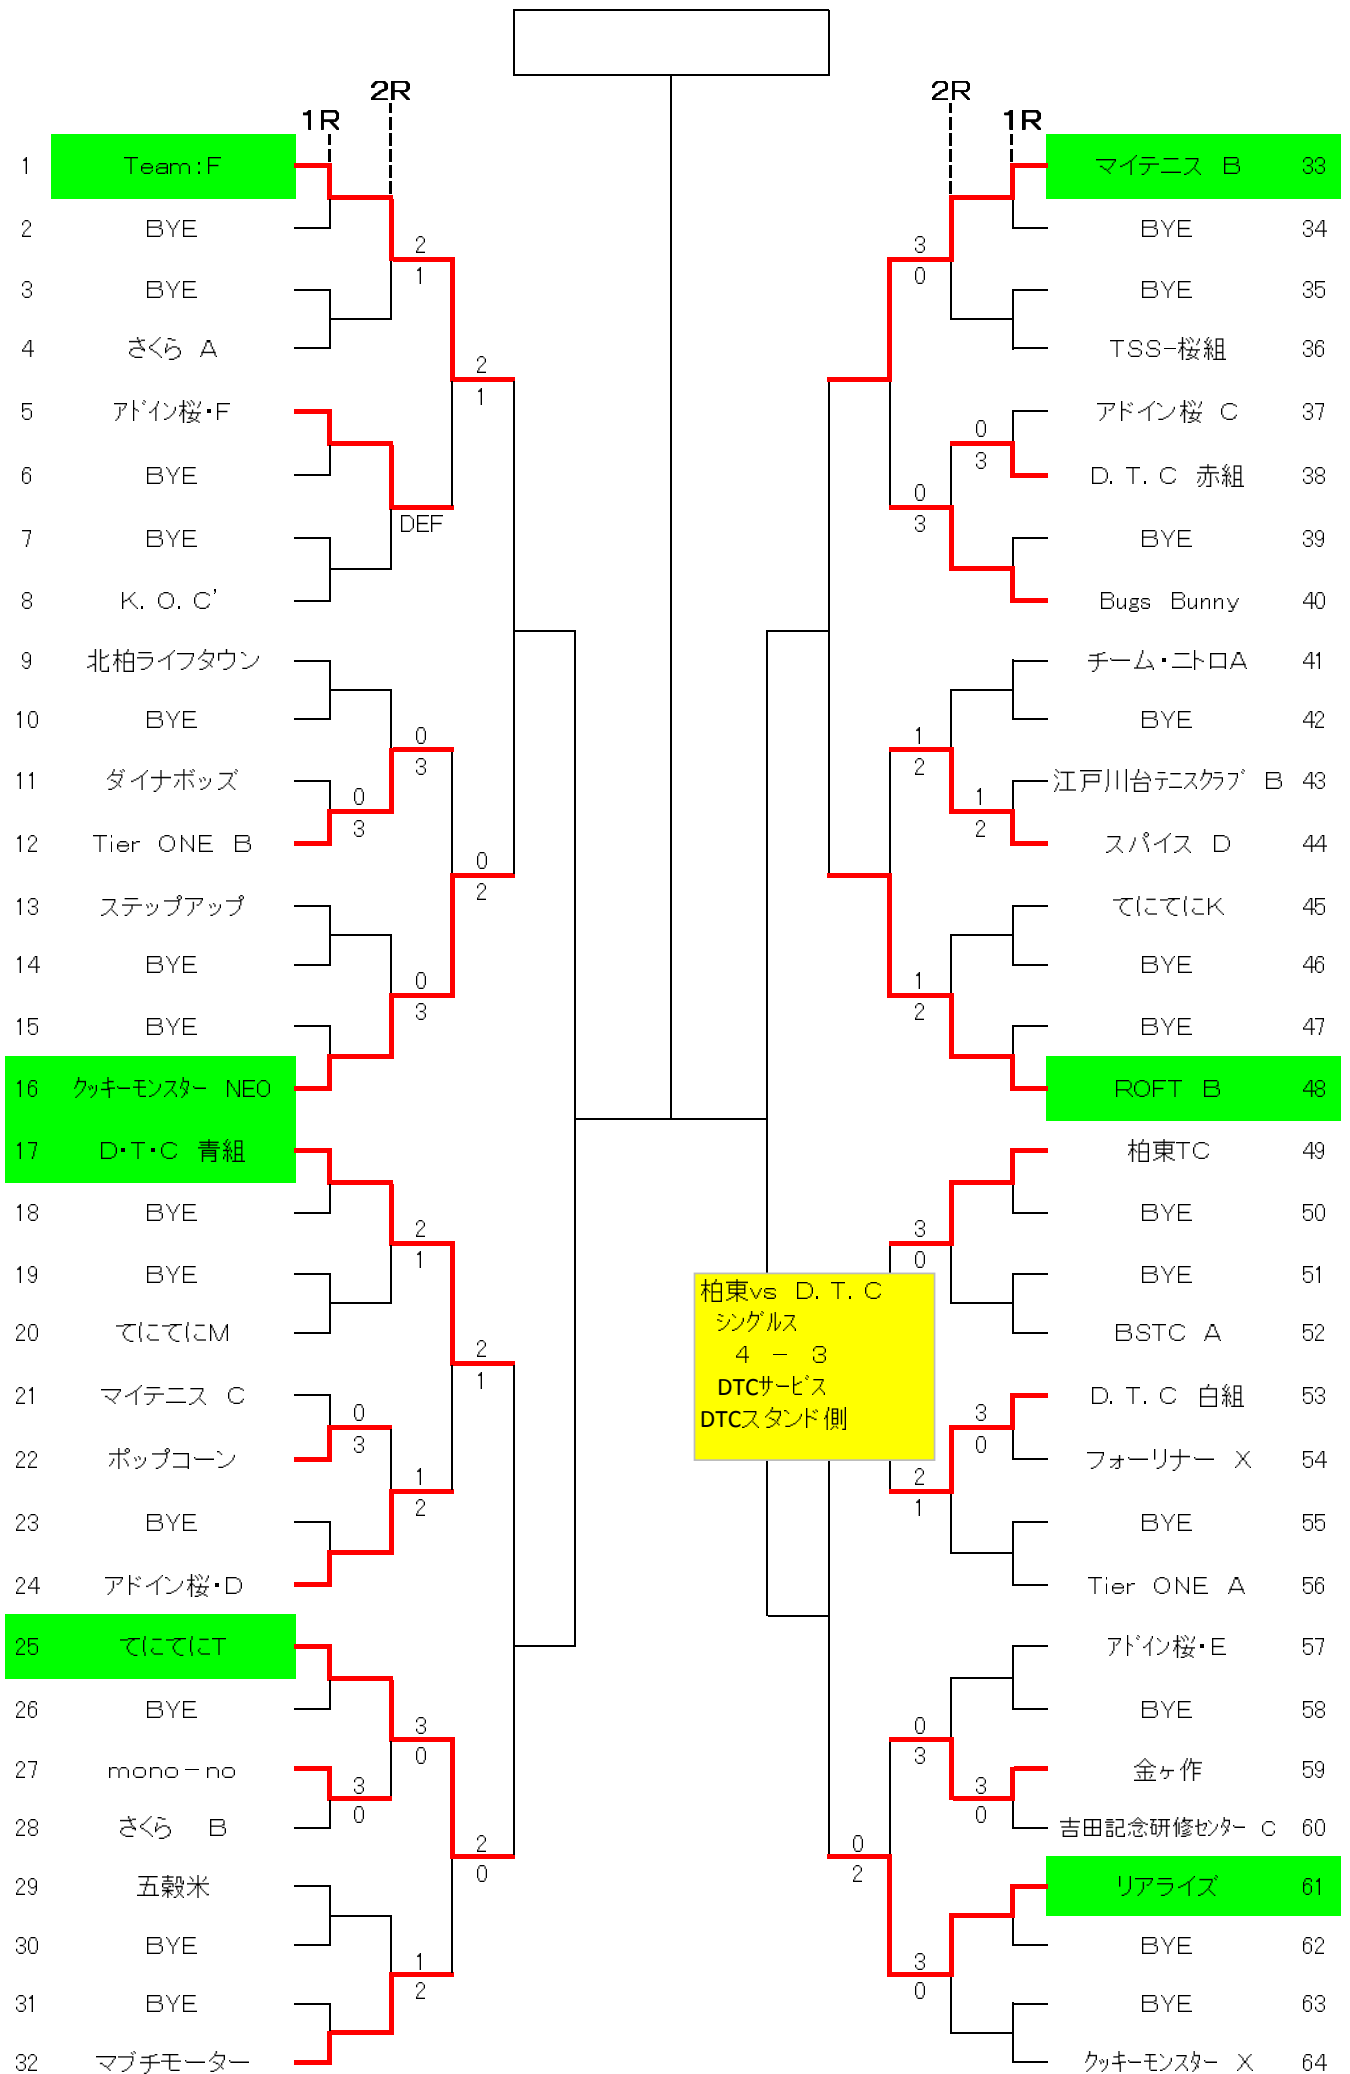 2R
1R
1 Team:F
2 BYE
2
1
3 BYE
4 さくら A
2
1
5 アドイン桜・F
6 BYE
DEF
7 BYE
8 K.O.C'
9 北柏ライフタウン
10 BYE
0
3
11 ダイナボッズ
0
3
12 Tier ONE B
0
2
13 ステップアップ
14 BYE
0
3
15 BYE
16 クッキーモンスター NEO
17 D・T・C 青組
18 BYE
2
1
19 BYE
20 てにてにM
2
1
21 マイテニス C
0
3
22 ポップコーン
1
2
23 BYE
24 アドイン桜・D
25 てにてにT
26 BYE
3
0
27 mono－no
3
0
28 さくら B
2
0
29 五穀米
30 BYE
1
2
31 BYE
32 マブチモーター
2R
1R
マイテニス B 33
BYE 34
3
0
BYE 35
TSS-桜組 36
アドイン桜 C 37
0
3
D.T.C 赤組 38
0
3
BYE 39
Bugs Bunny 40
チーム・ニトロA 41
BYE 42
1
2
江戸川台テニスクラブ B 43
1
2
スパイス D 44
てにてにK 45
BYE 46
1
2
BYE 47
ROFT B 48
柏東TC 49
BYE 50
3
0
BYE 51
BSTC A 52
柏東vs D.T.C
シングルス
4 － 3
DTCサービス
DTCスタンド側
D.T.C 白組 53
3
0
フォーリナー X 54
2
1
BYE 55
Tier ONE A 56
アドイン桜・E 57
BYE 58
0
3
金ヶ作 59
3
0
吉田記念研修センター C 60
0
2
リアライズ 61
BYE 62
3
0
BYE 63
クッキーモンスター X 64